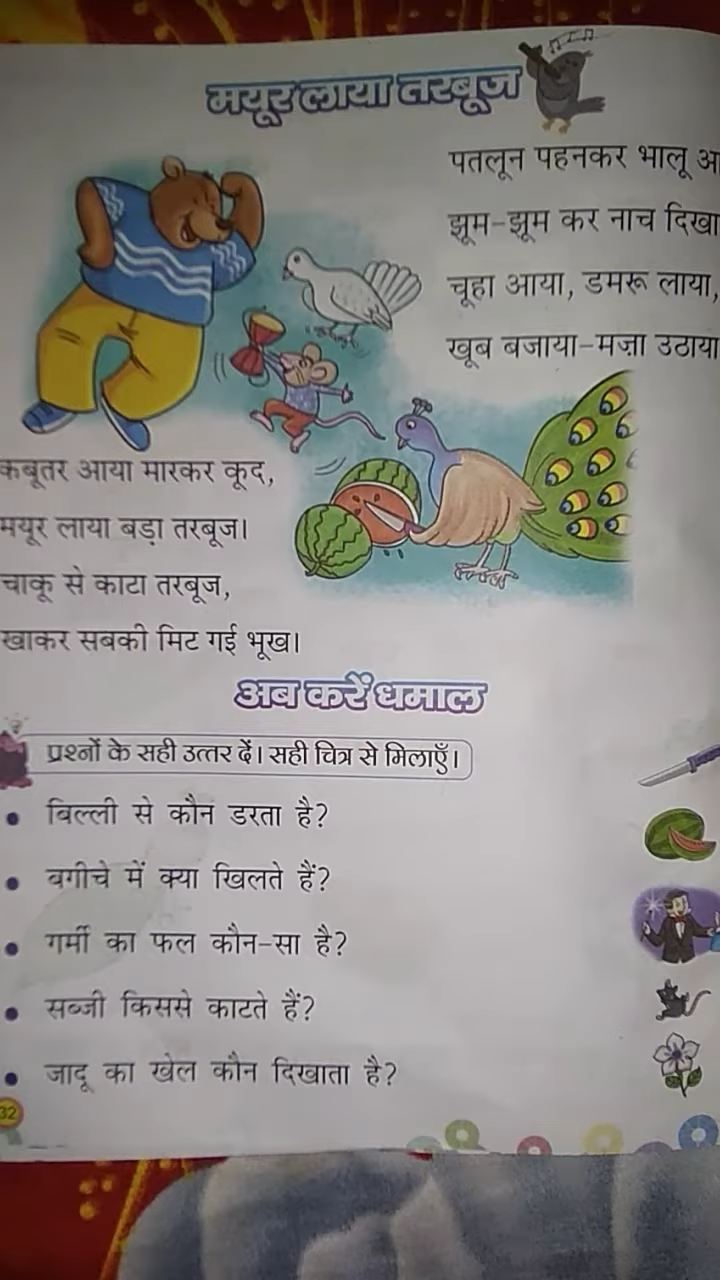 मयूर लाया तरबूज
पतलून पहनकर भालू
झूम-झूम कर नाच
चूहा आया, डमरू लाया,
खूब बजाया-मज़ा उठाया
कबूतर आया मारकर कूद,
मयूर लाया बड़ा तरबूज।
चाकू से काटा तरबूज,
खाकर सबकी मिट गई भूख।
अब करें धमाल
प्रश्नों के सही उत्तर दें। सही चित्र से मिलाएँ।
• बिल्ली से कौन डरता है?
• बगीचे में क्या खिलते हैं?
• गर्मी का फल कौन-सा है?
• सब्जी किससे काटते हैं?
• जादू का खेल कौन दिखाता है?
32